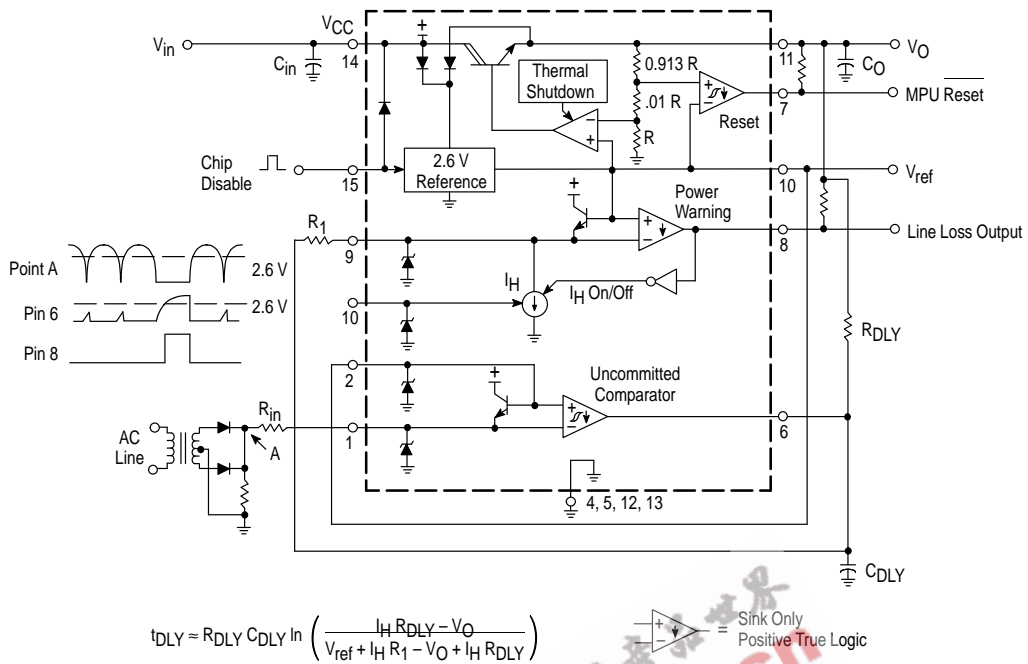 VCC
Vin
Cin
14
+
0.913 R
Thermal
Shutdown
.01 R
R
−
+
+
−
Reset
11
CO
VO
7
MPU Reset
Chip
Disable
15
2.6 V
Reference
10
Vref
+
Power
Warning
R1
9
+
−
8
Line Loss Output
Point A
2.6 V
Pin 6
2.6 V
Pin 8
IH
IH On/Off
10
RDLY
2
+
Uncommitted
Comparator
+
−
6
Rin
1
AC
Line
A
4, 5, 12, 13
CDLY
tDLY ≈ RDLY CDLY In ( IH RDLY – VO / Vref + IH R1 – VO + IH RDLY )
+
−
= Sink Only
Positive True Logic